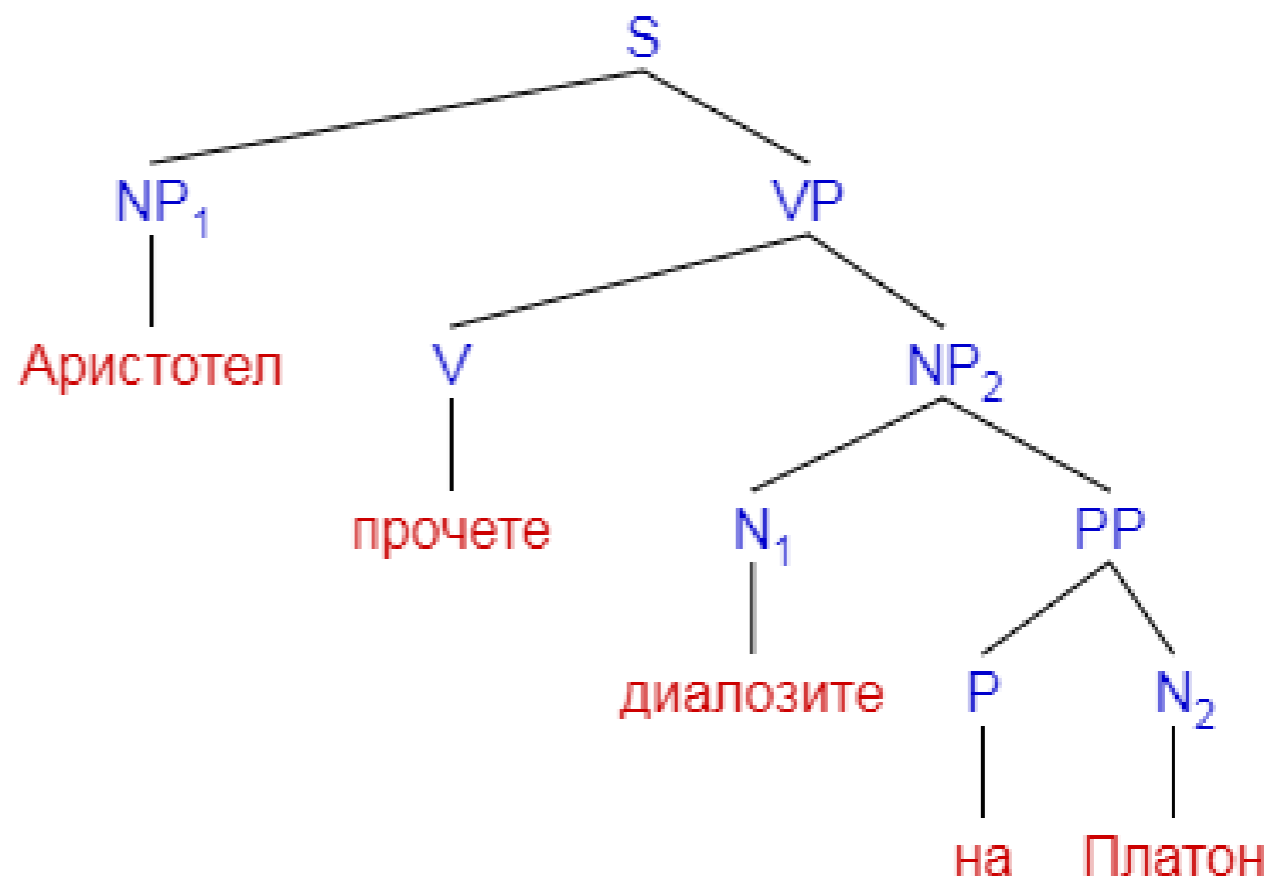 S
NP₁ VP
Аристотел V NP₂
прочете N₁ PP
диалозите P N₂
на Платон